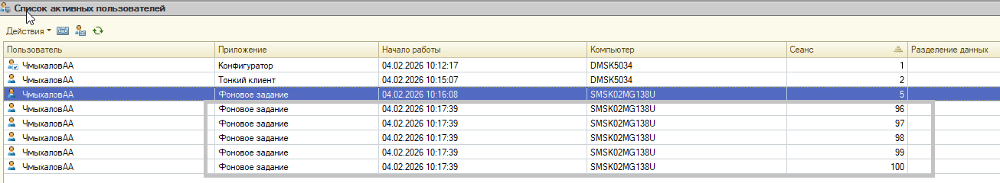 Список активных пользователей
Действия
Пользователь Приложение Начало работы Компьютер Сеанс Разделение данных
ЧмыхаловАА Конфигуратор 04.02.2026 10:12:17 DMSK5034 1
ЧмыхаловАА Тонкий клиент 04.02.2026 10:15:07 DMSK5034 2
ЧмыхаловАА Фоновое задание 04.02.2026 10:16:08 SMSK02MG138U 5
ЧмыхаловАА Фоновое задание 04.02.2026 10:17:39 SMSK02MG138U 96
ЧмыхаловАА Фоновое задание 04.02.2026 10:17:39 SMSK02MG138U 97
ЧмыхаловАА Фоновое задание 04.02.2026 10:17:39 SMSK02MG138U 98
ЧмыхаловАА Фоновое задание 04.02.2026 10:17:39 SMSK02MG138U 99
ЧмыхаловАА Фоновое задание 04.02.2026 10:17:39 SMSK02MG138U 100